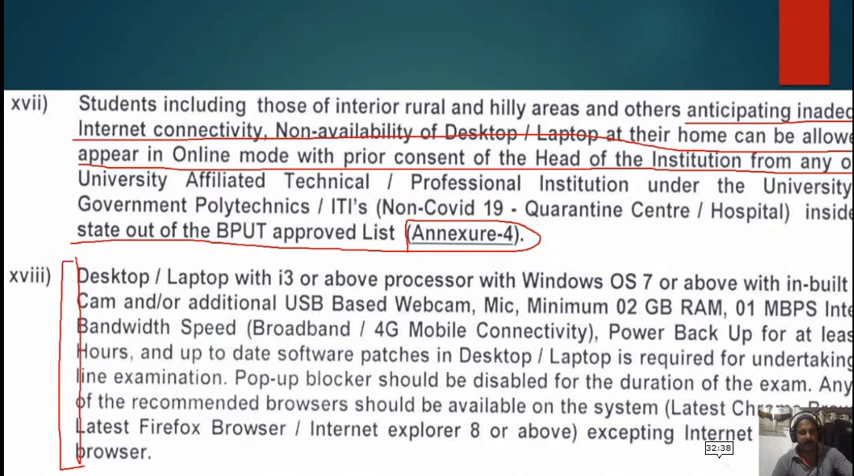 xvii) Students including those of interior rural and hilly areas and others anticipating inaded
Internet connectivity, Non-availability of Desktop / Laptop at their home can be allowe
appear in Online mode with prior consent of the Head of the Institution from any o
University Affiliated Technical / Professional Institution under the University
Government Polytechnics / ITI's (Non-Covid 19 - Quarantine Centre / Hospital) inside
state out of the BPUT approved List (Annexure-4).
xviii) Desktop / Laptop with i3 or above processor with Windows OS 7 or above with in-built
Cam and/or additional USB Based Webcam, Mic, Minimum 02 GB RAM, 01 MBPS Inte
Bandwidth Speed (Broadband / 4G Mobile Connectivity), Power Back Up for at leas
Hours, and up to date software patches in Desktop / Laptop is required for undertaking
line examination. Pop-up blocker should be disabled for the duration of the exam. Any
of the recommended browsers should be available on the system (Latest Chrome
Latest Firefox Browser / Internet explorer 8 or above) excepting Internet
browser.
32:38